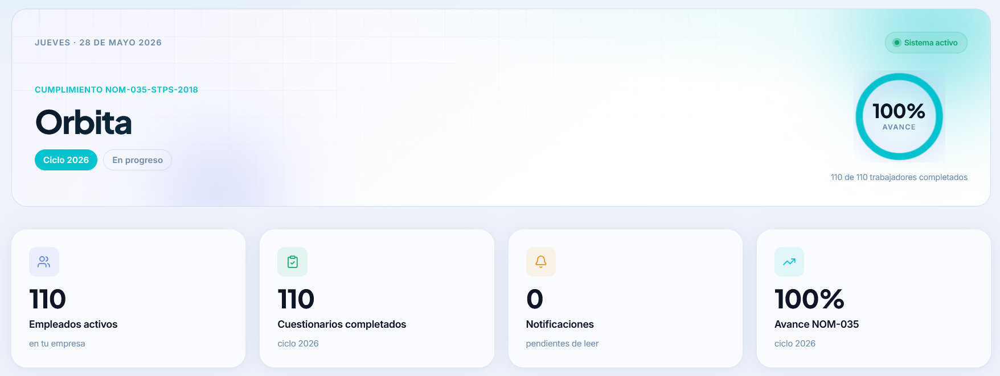 JUEVES · 28 DE MAYO 2026
Sistema activo
CUMPLIMIENTO NOM-035-STPS-2018
Orbita
Ciclo 2026
En progreso
100%
AVANCE
110 de 110 trabajadores completados
110
Empleados activos
en tu empresa
110
Cuestionarios completados
ciclo 2026
0
Notificaciones
pendientes de leer
100%
Avance NOM-035
ciclo 2026